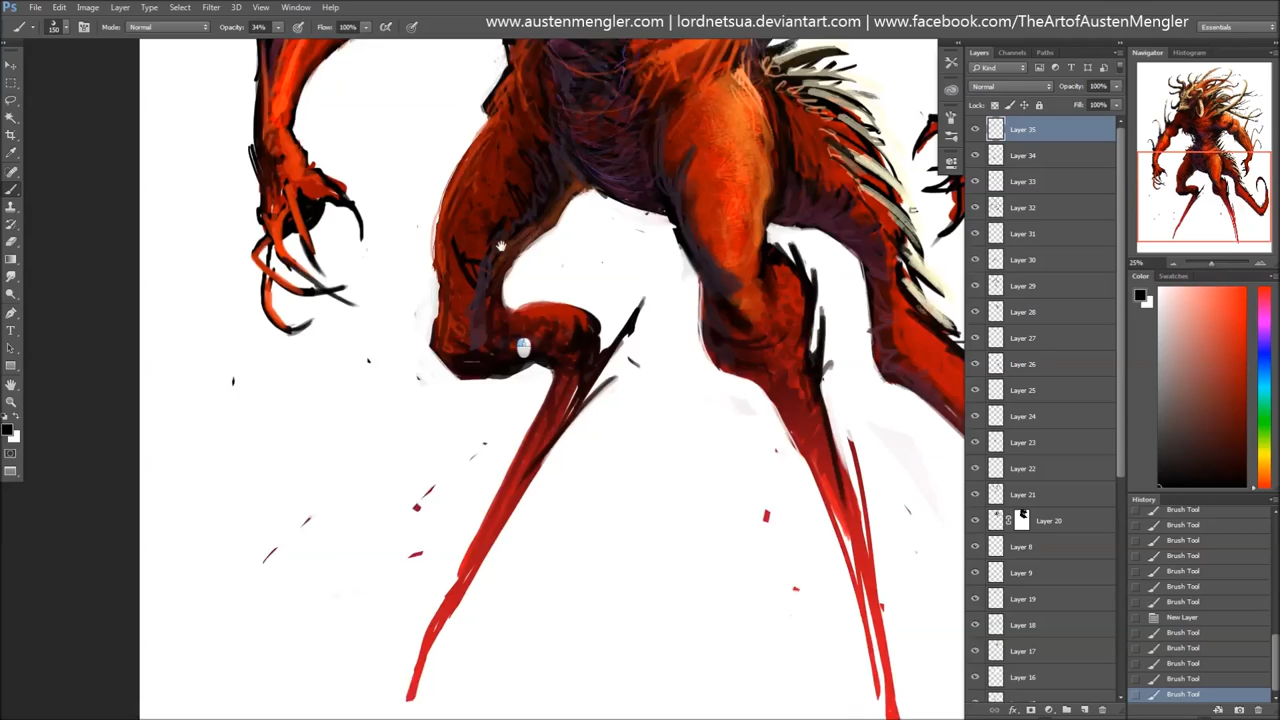 www.austenmengler.com | lordnetsua.deviantart.com | www.facebook.com/TheArtofAustenMengler
Ps File Edit Image Layer Type Select Filter 3D View Window Help
150 Mode: Normal Opacity: 34% Flow: 100% Essentials
Layers Channels Paths
Kind
Normal Opacity: 100%
Lock: Fill: 100%
Layer 35
Layer 34
Layer 33
Layer 32
Layer 31
Layer 30
Layer 29
Layer 28
Layer 27
Layer 26
Layer 25
Layer 24
Layer 23
Layer 22
Layer 21
Layer 20
Layer 8
Layer 9
Layer 19
Layer 18
Layer 17
Layer 16
fx
Navigator Histogram
25%
Color Swatches
History
Brush Tool
Brush Tool
Brush Tool
Brush Tool
Brush Tool
Brush Tool
Brush Tool
New Layer
Brush Tool
Brush Tool
Brush Tool
Brush Tool
Brush Tool